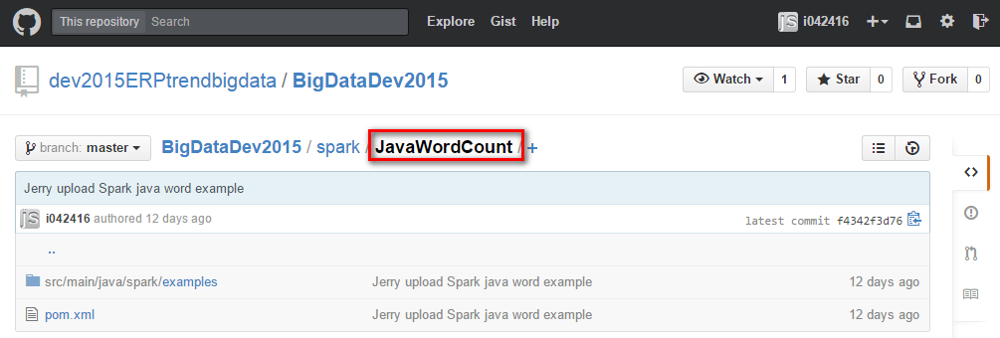 This repository Search Explore Gist Help i042416
dev2015ERPtrendbigdata / BigDataDev2015 Watch 1 Star 0 Fork 0
branch: master BigDataDev2015 / spark / JavaWordCount / +
Jerry upload Spark java word example
i042416 authored 12 days ago latest commit f4342f3d76
..
src/main/java/spark/examples Jerry upload Spark java word example 12 days ago
pom.xml Jerry upload Spark java word example 12 days ago